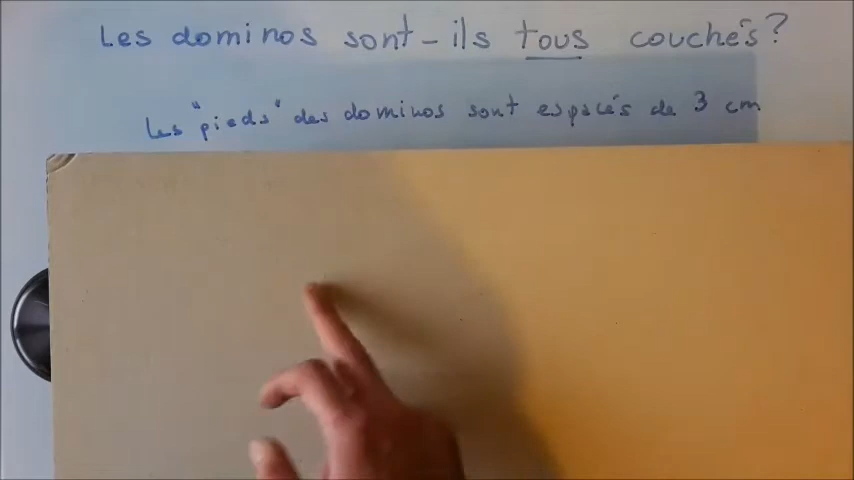 Les dominos sont-ils tous couchés?
Les "pieds" des dominos sont espacés de 3 cm